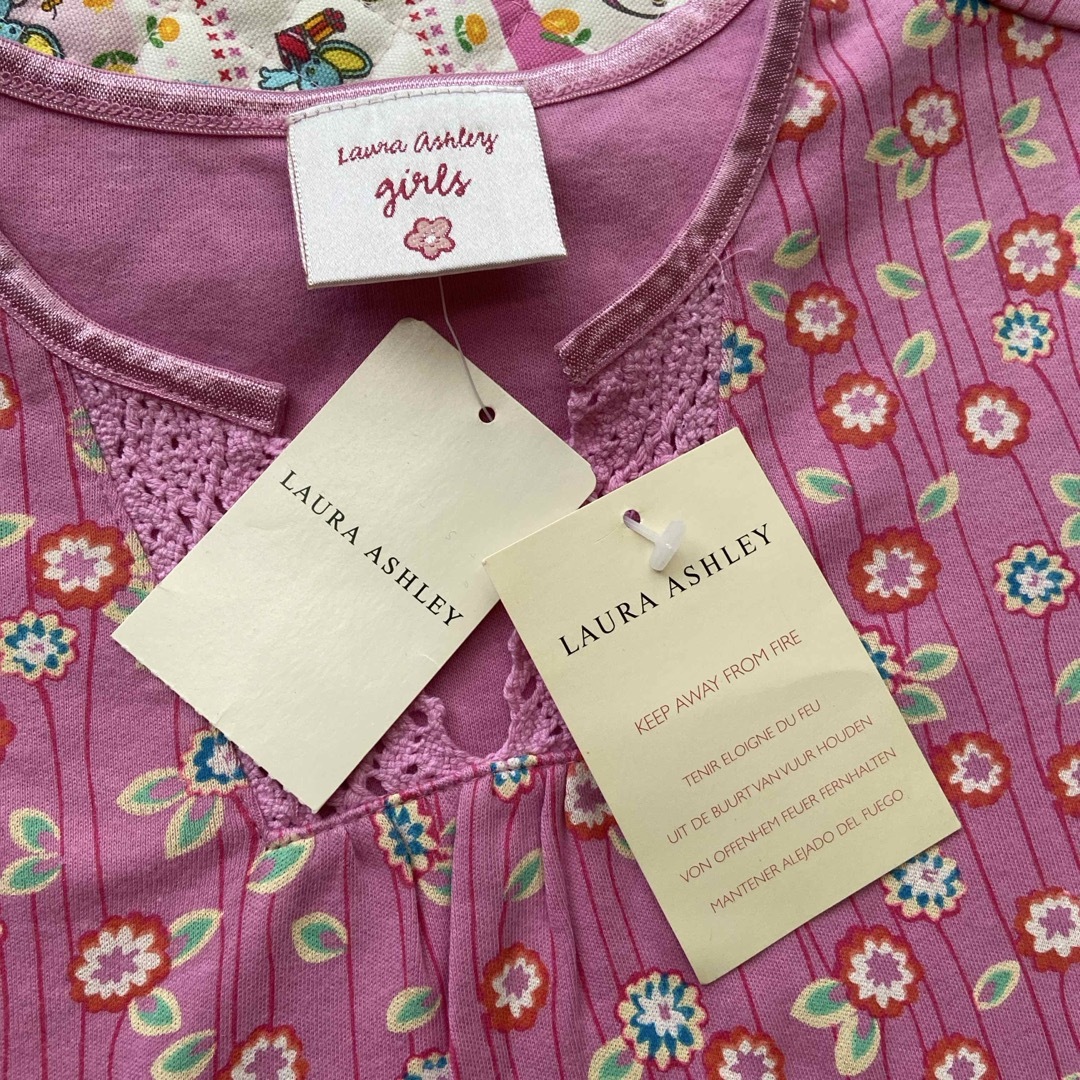 Laura Ashley
girls
LAURA ASHLEY
LAURA ASHLEY
KEEP AWAY FROM FIRE
TENIR ELOIGNE DU FEU
UIT DE BUURT VAN VUUR HOUDEN
VON OFFENHEM FEUER FERNHALTEN
MANTENER ALEJADO DEL FUEGO